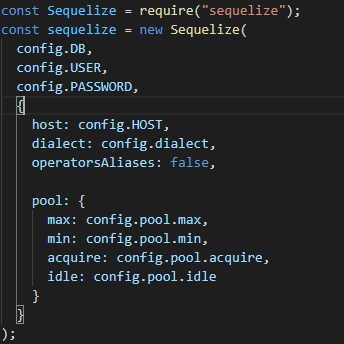 const Sequelize = require("sequelize");
const sequelize = new Sequelize(
  config.DB,
  config.USER,
  config.PASSWORD,
  {
    host: config.HOST,
    dialect: config.dialect,
    operatorsAliases: false,

    pool: {
      max: config.pool.max,
      min: config.pool.min,
      acquire: config.pool.acquire,
      idle: config.pool.idle
    }
  }
);